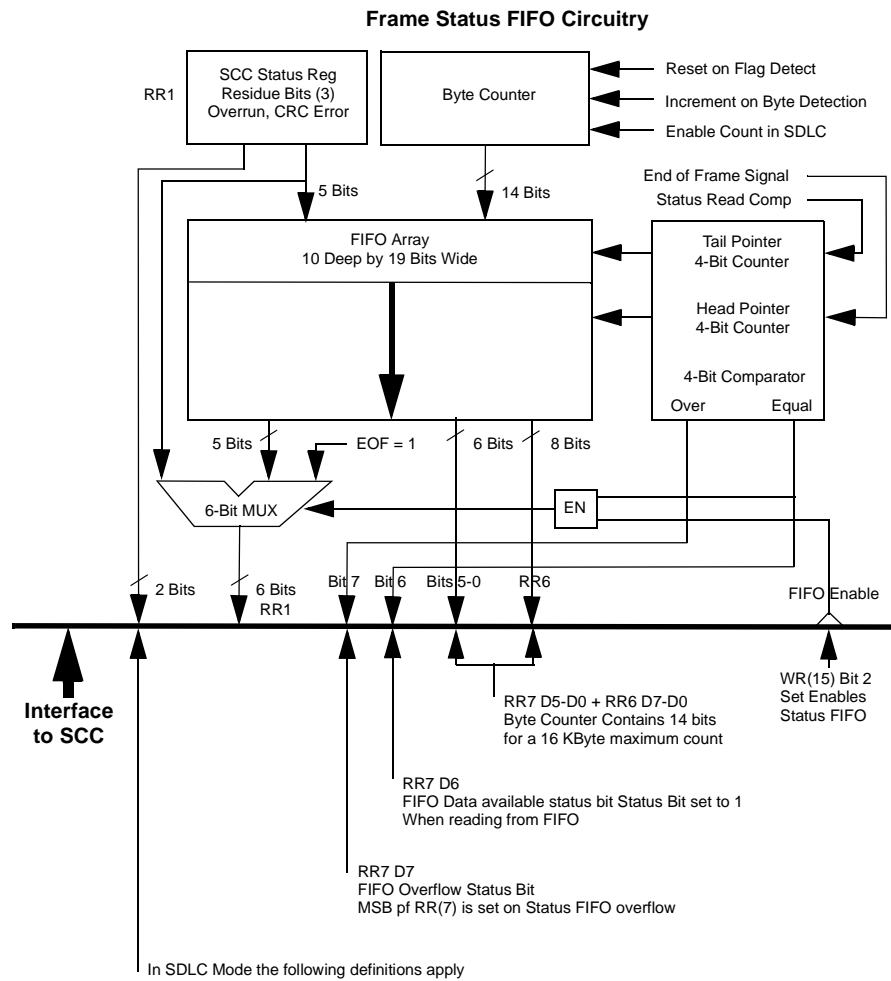 Frame Status FIFO Circuitry
RR1
SCC Status Reg
Residue Bits (3)
Overrun, CRC Error
Byte Counter
Reset on Flag Detect
Increment on Byte Detection
Enable Count in SDLC
5 Bits
14 Bits
End of Frame Signal
Status Read Comp
FIFO Array
10 Deep by 19 Bits Wide
Tail Pointer
4-Bit Counter
Head Pointer
4-Bit Counter
4-Bit Comparator
Over
Equal
5 Bits
EOF = 1
6 Bits
8 Bits
6-Bit MUX
EN
2 Bits
6 Bits
RR1
Bit 7
Bit 6
Bits 5-0
RR6
FIFO Enable
Interface
to SCC
RR7 D5-D0 + RR6 D7-D0
Byte Counter Contains 14 bits
for a 16 KByte maximum count
WR(15) Bit 2
Set Enables
Status FIFO
RR7 D6
FIFO Data available status bit Status Bit set to 1
When reading from FIFO
RR7 D7
FIFO Overflow Status Bit
MSB pf RR(7) is set on Status FIFO overflow
In SDLC Mode the following definitions apply